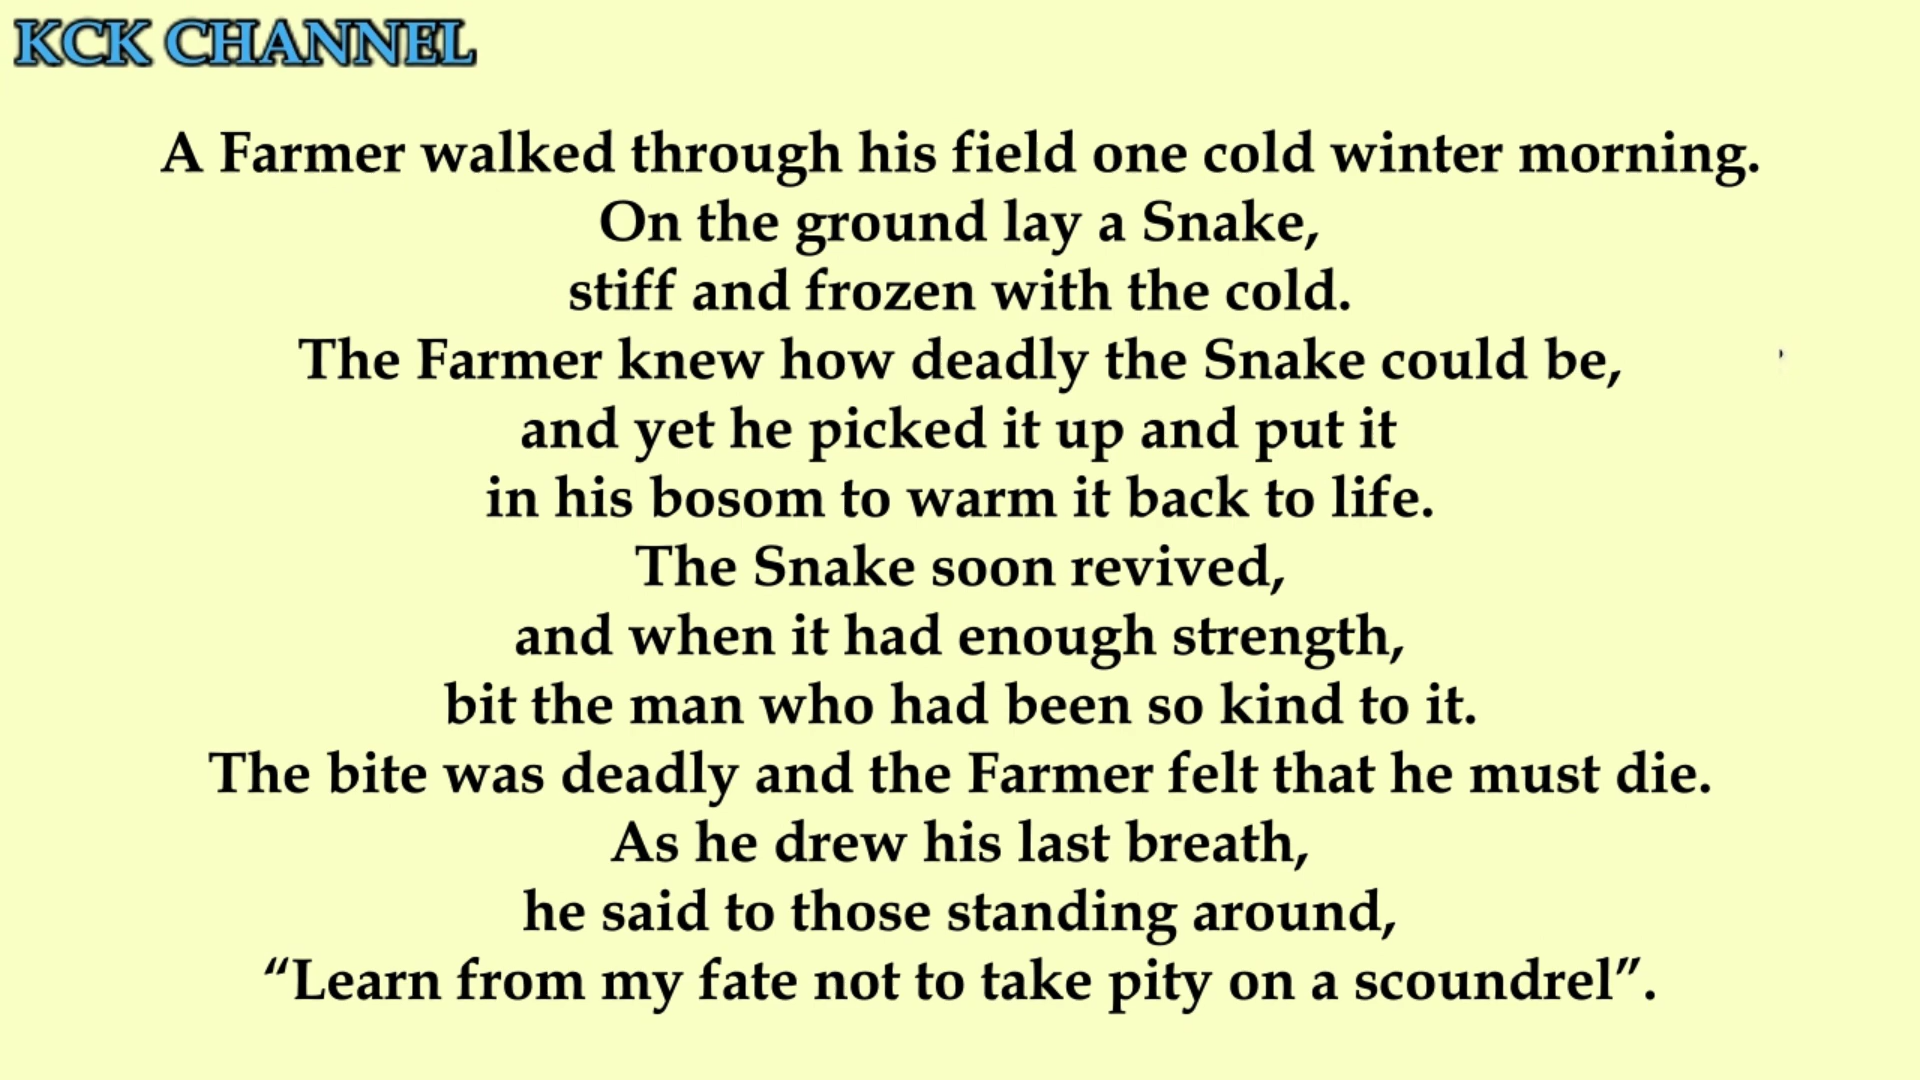 KCK CHANNEL
A Farmer walked through his field one cold winter morning.
On the ground lay a Snake,
stiff and frozen with the cold.
The Farmer knew how deadly the Snake could be,
and yet he picked it up and put it
in his bosom to warm it back to life.
The Snake soon revived,
and when it had enough strength,
bit the man who had been so kind to it.
The bite was deadly and the Farmer felt that he must die.
As he drew his last breath,
he said to those standing around,
“Learn from my fate not to take pity on a scoundrel”.